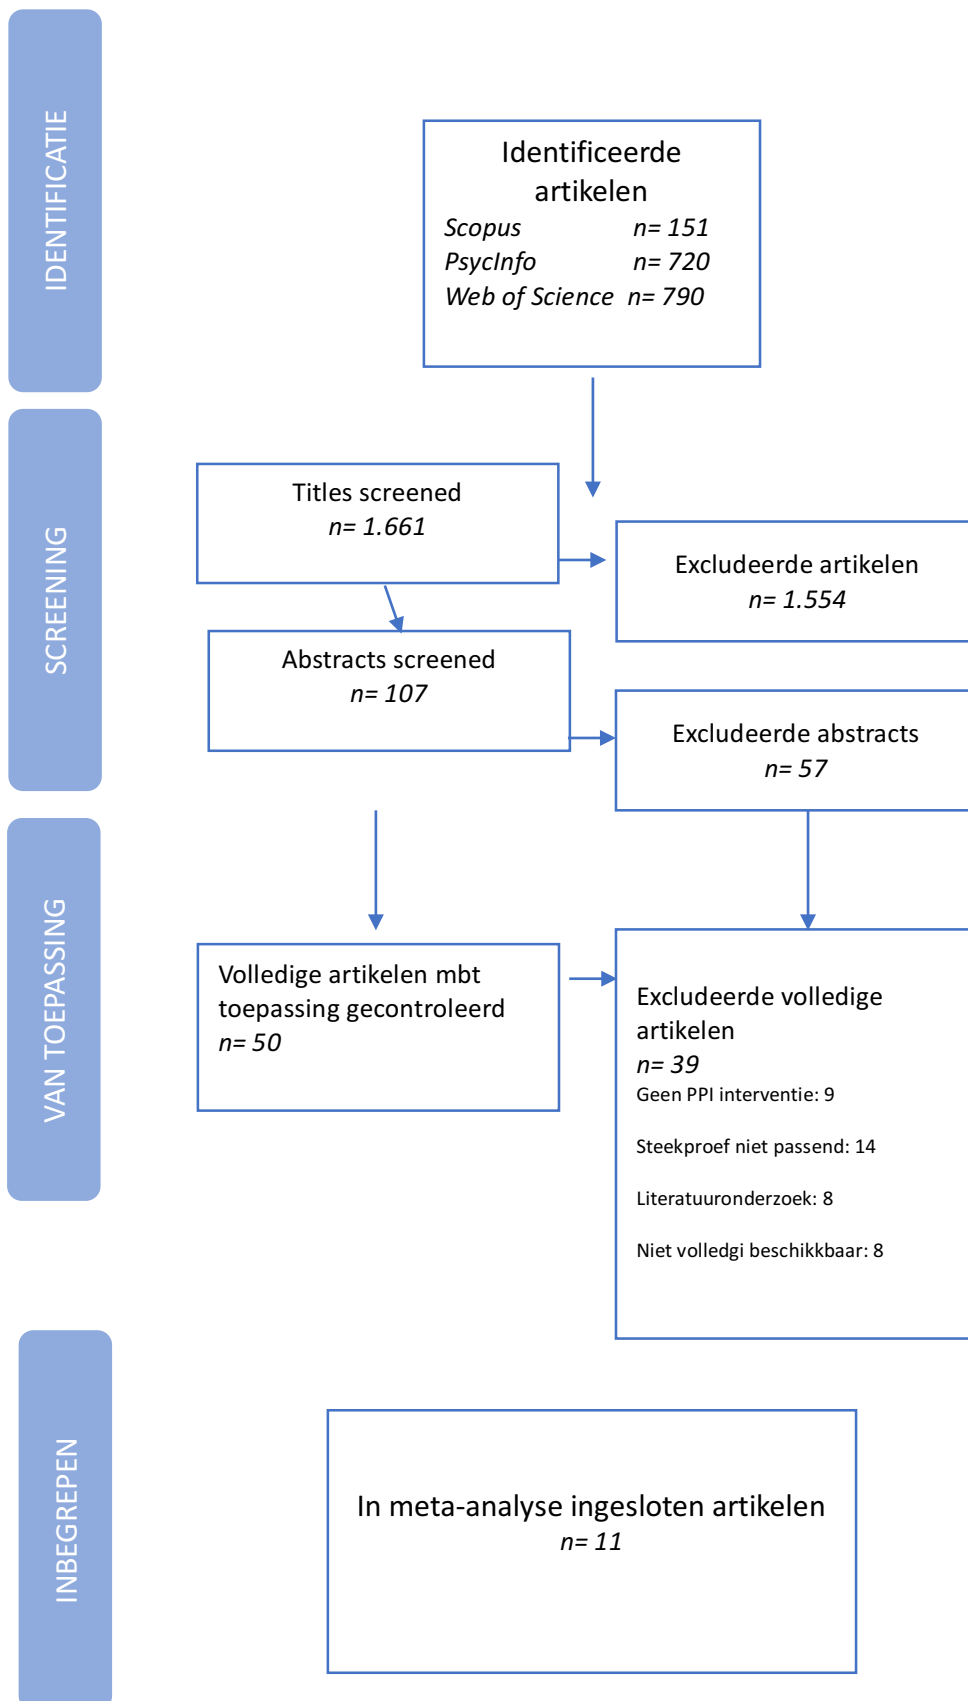 IDENTIFICATIE
Identificeerde
artikelen
Scopus n= 151
PsycInfo n= 720
Web of Science n= 790
SCREENING
Titles screened
n= 1.661
Excludeerde artikelen
n= 1.554
Abstracts screened
n= 107
Excludeerde abstracts
n= 57
VAN TOEPASSING
Volledige artikelen mbt
toepassing gecontroleerd
n= 50
Excludeerde volledige
artikelen
n= 39
Geen PPI interventie: 9
Steekproef niet passend: 14
Literatuuronderzoek: 8
Niet volledgi beschikkbaar: 8
INBEGREPEN
In meta-analyse ingesloten artikelen
n= 11